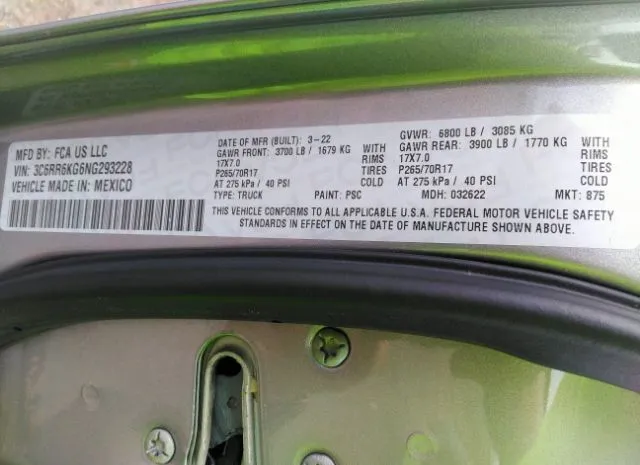 MFD BY: FCA US LLC
VIN: 3C6RR6KG6NG293228
VEHICLE MADE IN: MEXICO
DATE OF MFR (BUILT): 3-22
GAWR FRONT: 3700 LB / 1679 KG WITH
17X7.0 RIMS
P265/70R17 TIRES
AT 275 kPa / 40 PSI COLD
TYPE: TRUCK PAINT: PSC
GVWR: 6800 LB / 3085 KG
GAWR REAR: 3900 LB / 1770 KG WITH
17X7.0 RIMS
P265/70R17 TIRES
AT 275 kPa / 40 PSI COLD
MDH: 032622 MKT: 875
THIS VEHICLE CONFORMS TO ALL APPLICABLE U.S.A. FEDERAL MOTOR VEHICLE SAFETY
STANDARDS IN EFFECT ON THE DATE OF MANUFACTURE SHOWN ABOVE.